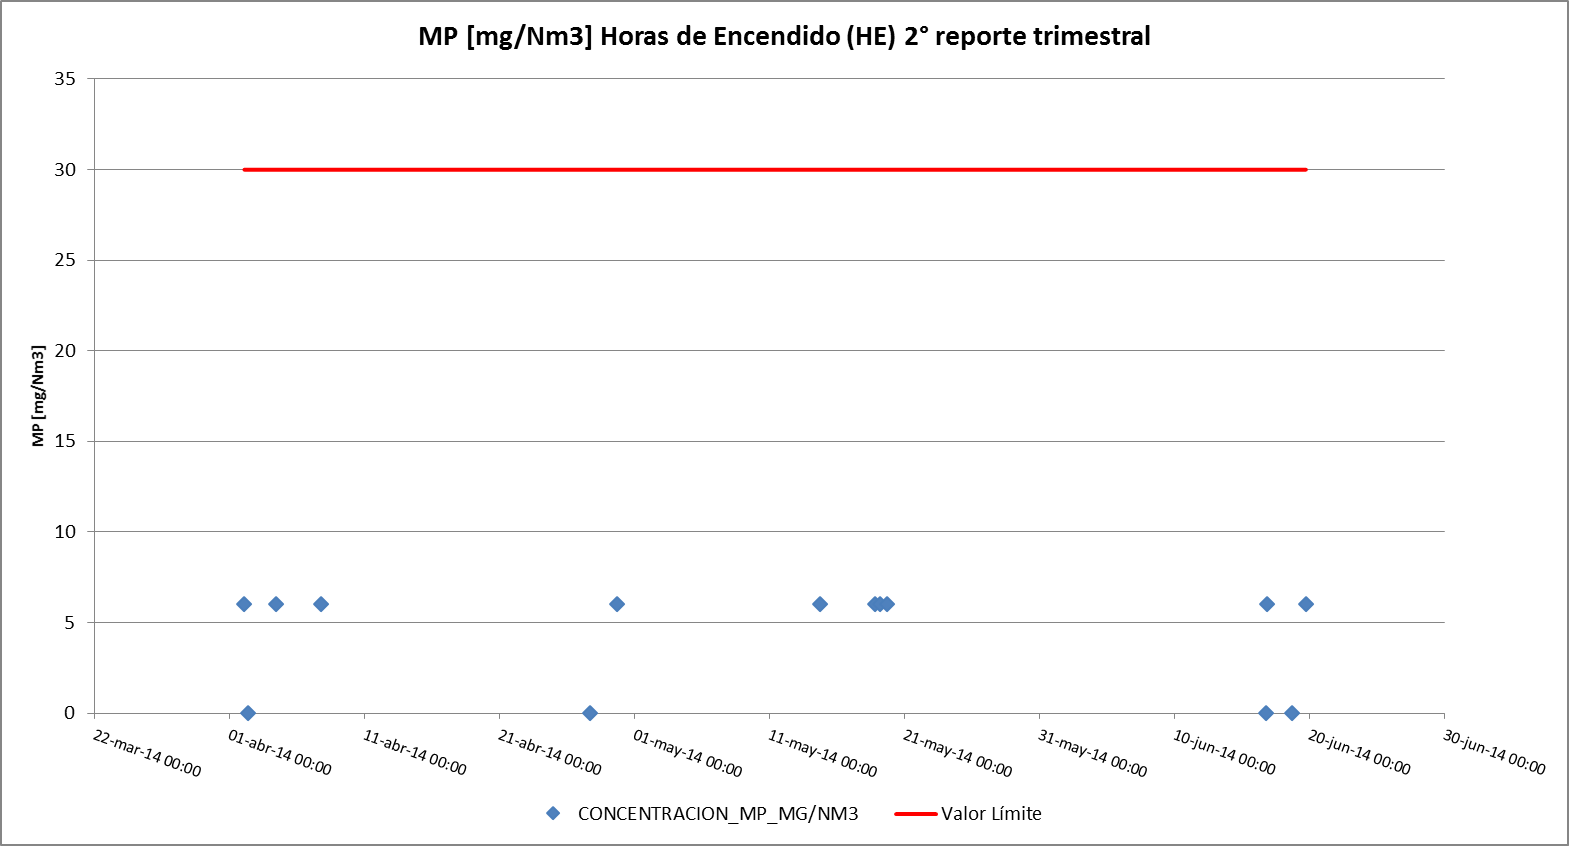 MP [mg/Nm3] Horas de Encendido (HE) 2° reporte trimestral
35
30
25
20
15
10
5
0
MP [mg/Nm3]
22-mar-14 00:00
01-abr-14 00:00
11-abr-14 00:00
21-abr-14 00:00
01-may-14 00:00
11-may-14 00:00
21-may-14 00:00
31-may-14 00:00
10-jun-14 00:00
20-jun-14 00:00
30-jun-14 00:00
CONCENTRACION_MP_MG/NM3
Valor Límite